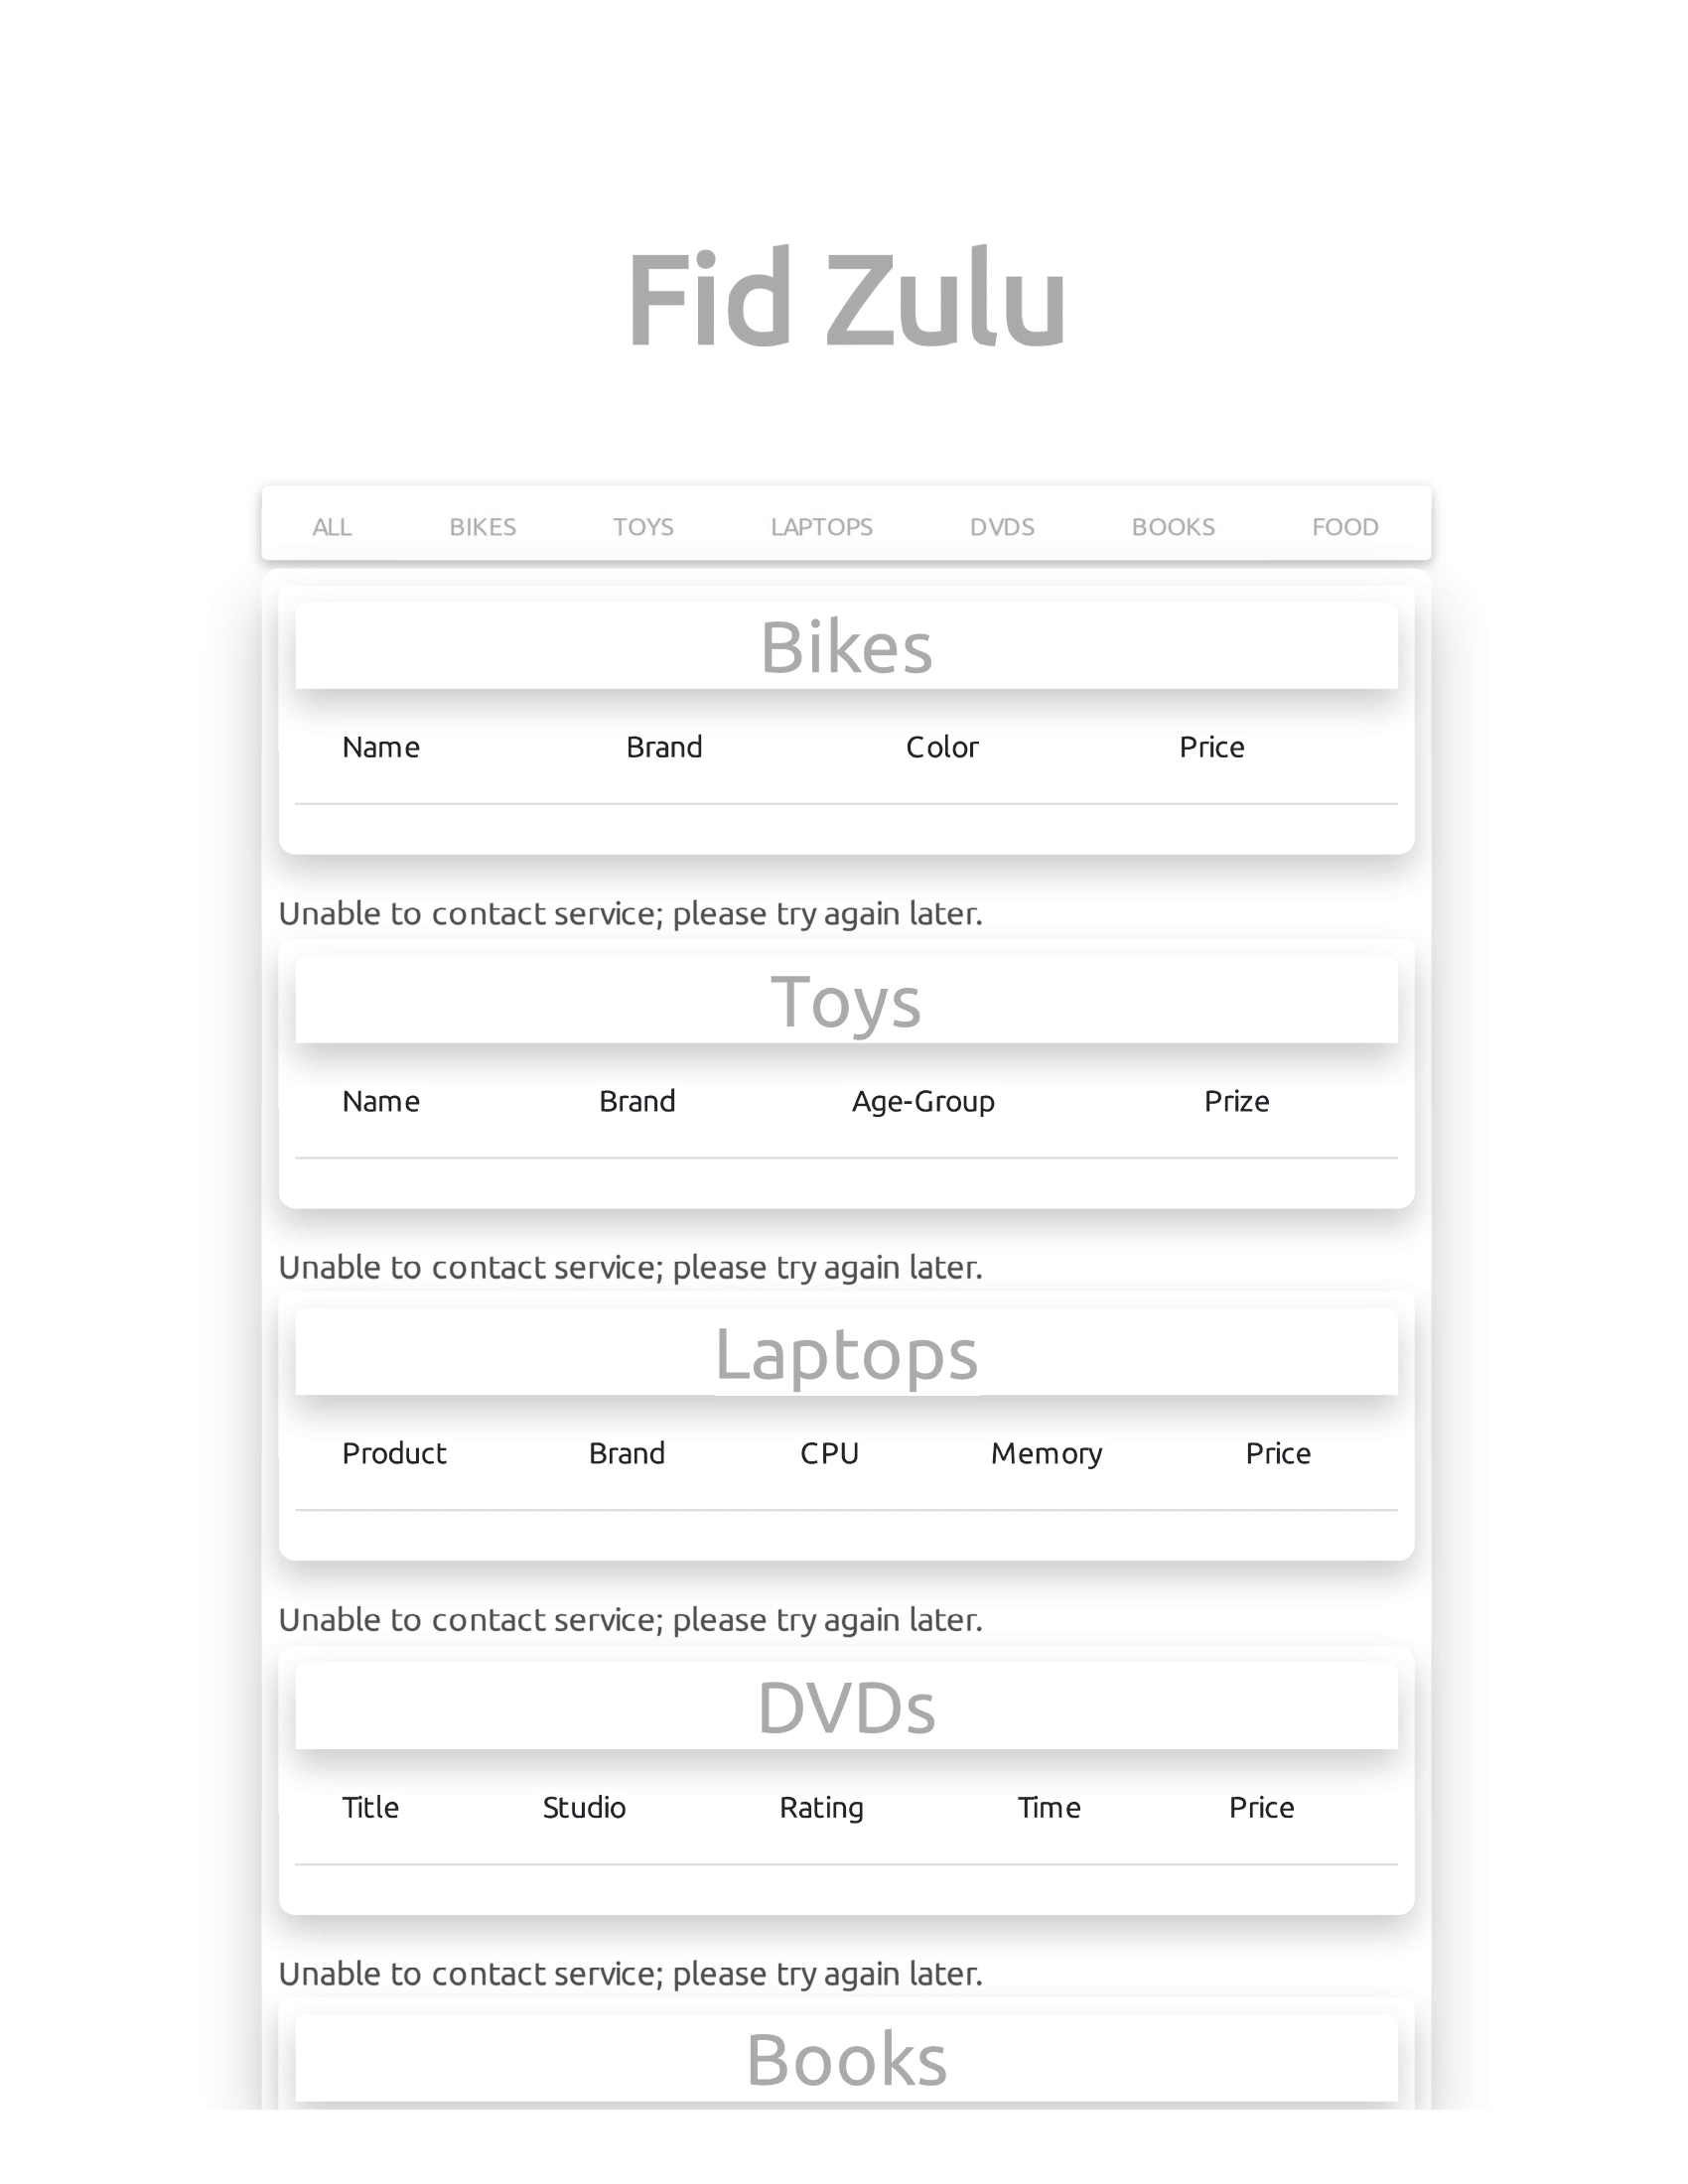 Fid Zulu
ALL BIKES TOYS LAPTOPS DVDS BOOKS FOOD
Bikes
Name Brand Color Price
Unable to contact service; please try again later.
Toys
Name Brand Age-Group Prize
Unable to contact service; please try again later.
Laptops
Product Brand CPU Memory Price
Unable to contact service; please try again later.
DVDs
Title Studio Rating Time Price
Unable to contact service; please try again later.
Books